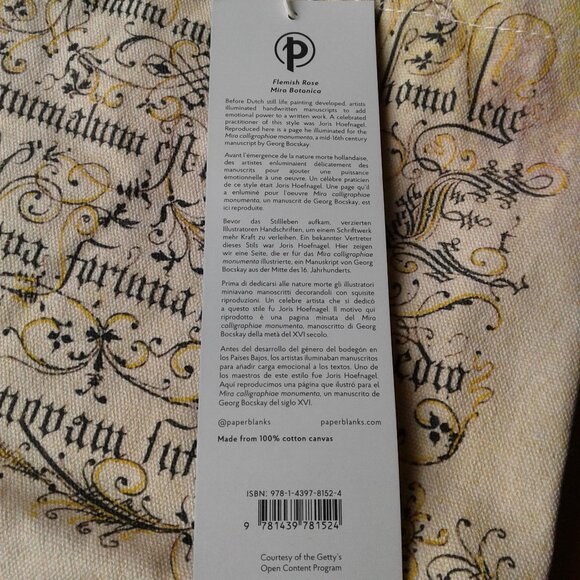 P
Flemish Rose
Mira Botanica
Before Dutch still life painting developed, artists
illuminated handwritten manuscripts to add
emotional power to a written work. A celebrated
practitioner of this style was Joris Hoefnagel.
Reproduced here is a page he illuminated for the
Mira calligraphiae monumenta, a mid-16th century
manuscript by Georg Bocskay.
Avant l'émergence de la nature morte hollandaise,
des artistes enluminaient délicatement des
manuscrits pour ajouter une puissance
émotionnelle à une oeuvre. Un célèbre praticien
de ce style était Joris Hoefnagel. Une page qu'il
a enluminé pour l'oeuvre Mira calligraphiae
monumenta, un manuscrit de Georg Bocskay, est
ici reproduite.
Bevor das Stillleben aufkam, verzierten
Illustratoren Handschriften, um einem Schriftwerk
mehr Kraft zu verleihen. Ein bekannter Vertreter
dieses Stils war Joris Hoefnagel. Hier zeigen
wir eine Seite, die er für das Mira calligraphiae
monumenta illustrierte, ein Manuskript von Georg
Bocskay aus der Mitte des 16. Jahrhunderts.
Prima di dedicarsi alle nature morte gli illustratori
miniavano manoscritti decorandoli con squisite
riproduzioni. Un celebre artista che si dedicò
a questo stile fu Joris Hoefnagel. Il motivo qui
riprodotto è una pagina miniata del Mira
calligraphiae monumenta, manoscritto di Georg
Bocskay della metà del XVI secolo.
Antes del desarrollo del género del bodegón en
los Países Bajos, los artistas iluminaban manuscritos
para añadir carga emocional a los textos. Uno de
los maestros de este estilo fue Joris Hoefnagel.
Aquí reproducimos una página que ilustró para el
Mira calligraphiae monumenta, un manuscrito de
Georg Bocskay del siglo XVI.
@paperblanks paperblanks.com
Made from 100% cotton canvas
ISBN: 978-1-4397-8152-4
9 781439 781524
Courtesy of the Getty's
Open Content Program